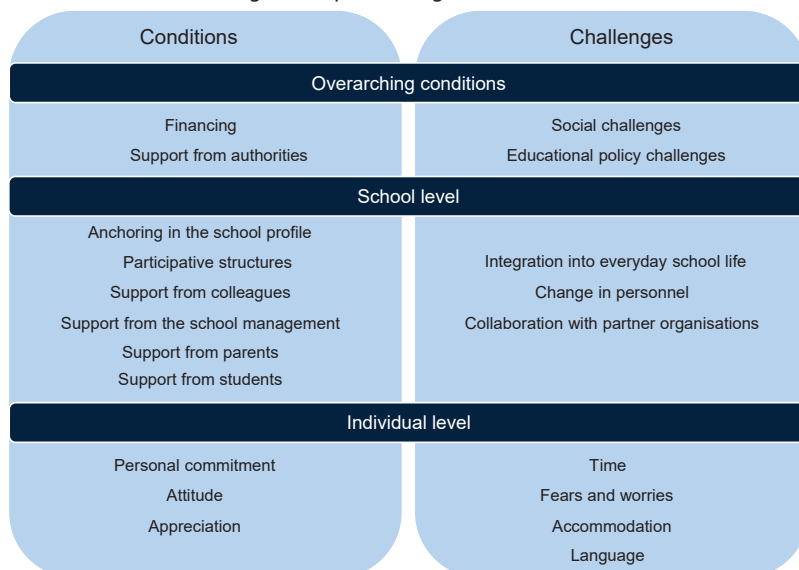 Conditions
Challenges
Overarching conditions
Financing
Support from authorities
Social challenges
Educational policy challenges
School level
Anchoring in the school profile
Participative structures
Support from colleagues
Support from the school management
Support from parents
Support from students
Integration into everyday school life
Change in personnel
Collaboration with partner organisations
Individual level
Personal commitment
Attitude
Appreciation
Time
Fears and worries
Accommodation
Language